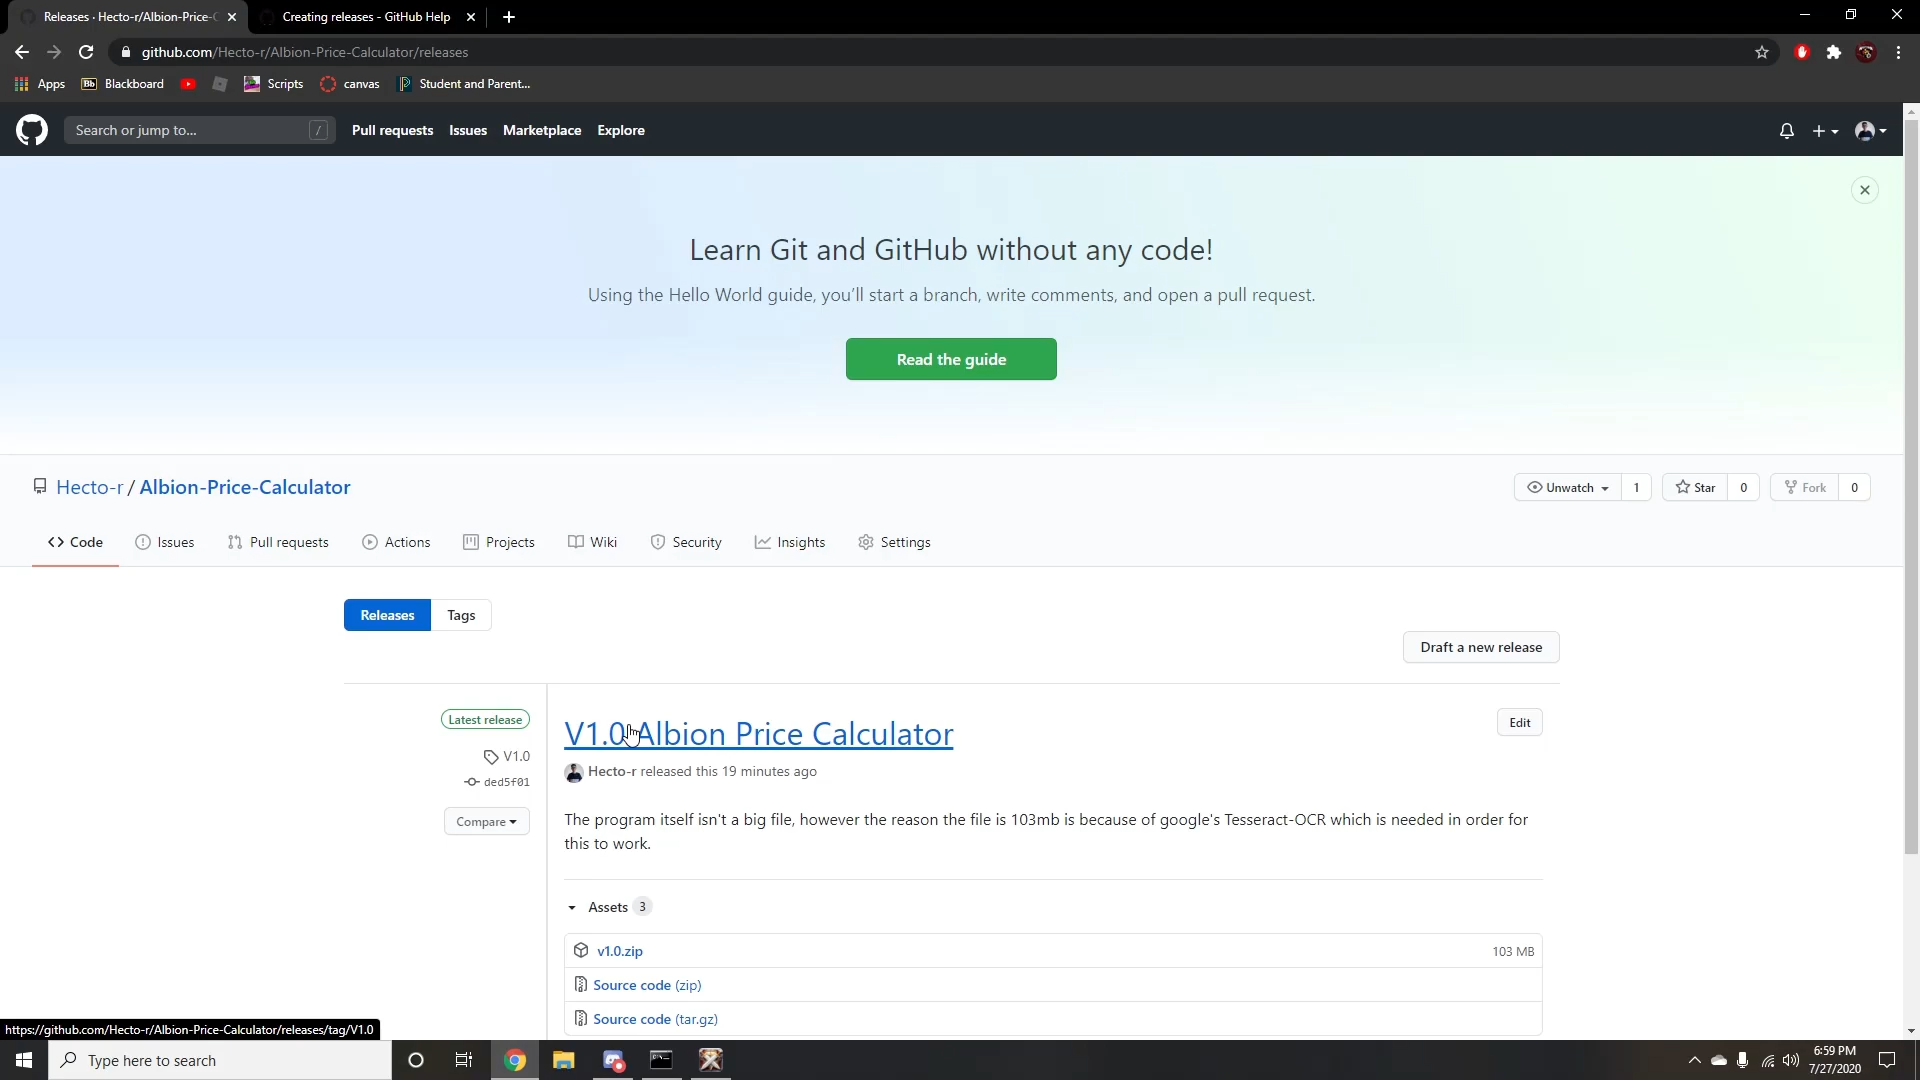 Releases · Hecto-r/Albion-Price-C
Creating releases - GitHub Help
github.com/Hecto-r/Albion-Price-Calculator/releases
Apps
Bb Blackboard
Scripts
canvas
Student and Parent...
Search or jump to... /
Pull requests
Issues
Marketplace
Explore
Learn Git and GitHub without any code!
Using the Hello World guide, you'll start a branch, write comments, and open a pull request.
Read the guide
Hecto-r / Albion-Price-Calculator
Unwatch 1
Star 0
Fork 0
Code
Issues
Pull requests
Actions
Projects
Wiki
Security
Insights
Settings
Releases
Tags
Draft a new release
Latest release
V1.0
ded5f01
Compare
V1.0 Albion Price Calculator
Edit
Hecto-r released this 19 minutes ago
The program itself isn't a big file, however the reason the file is 103mb is because of google's Tesseract-OCR which is needed in order for
this to work.
Assets 3
v1.0.zip 103 MB
Source code (zip)
Source code (tar.gz)
https://github.com/Hecto-r/Albion-Price-Calculator/releases/tag/V1.0
Type here to search
6:59 PM
7/27/2020